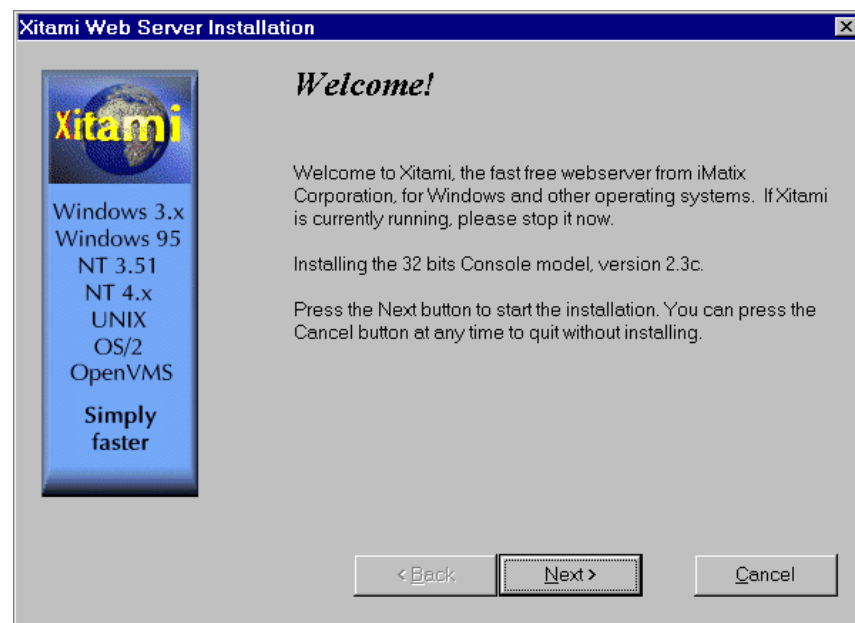 Xitami Web Server Installation
Xitami
Windows 3.x
Windows 95
NT 3.51
NT 4.x
UNIX
OS/2
OpenVMS
Simply
faster
Welcome!
Welcome to Xitami, the fast free webserver from iMatix
Corporation, for Windows and other operating systems. If Xitami
is currently running, please stop it now.
Installing the 32 bits Console model, version 2.3c.
Press the Next button to start the installation. You can press the
Cancel button at any time to quit without installing.
< Back
Next >
Cancel